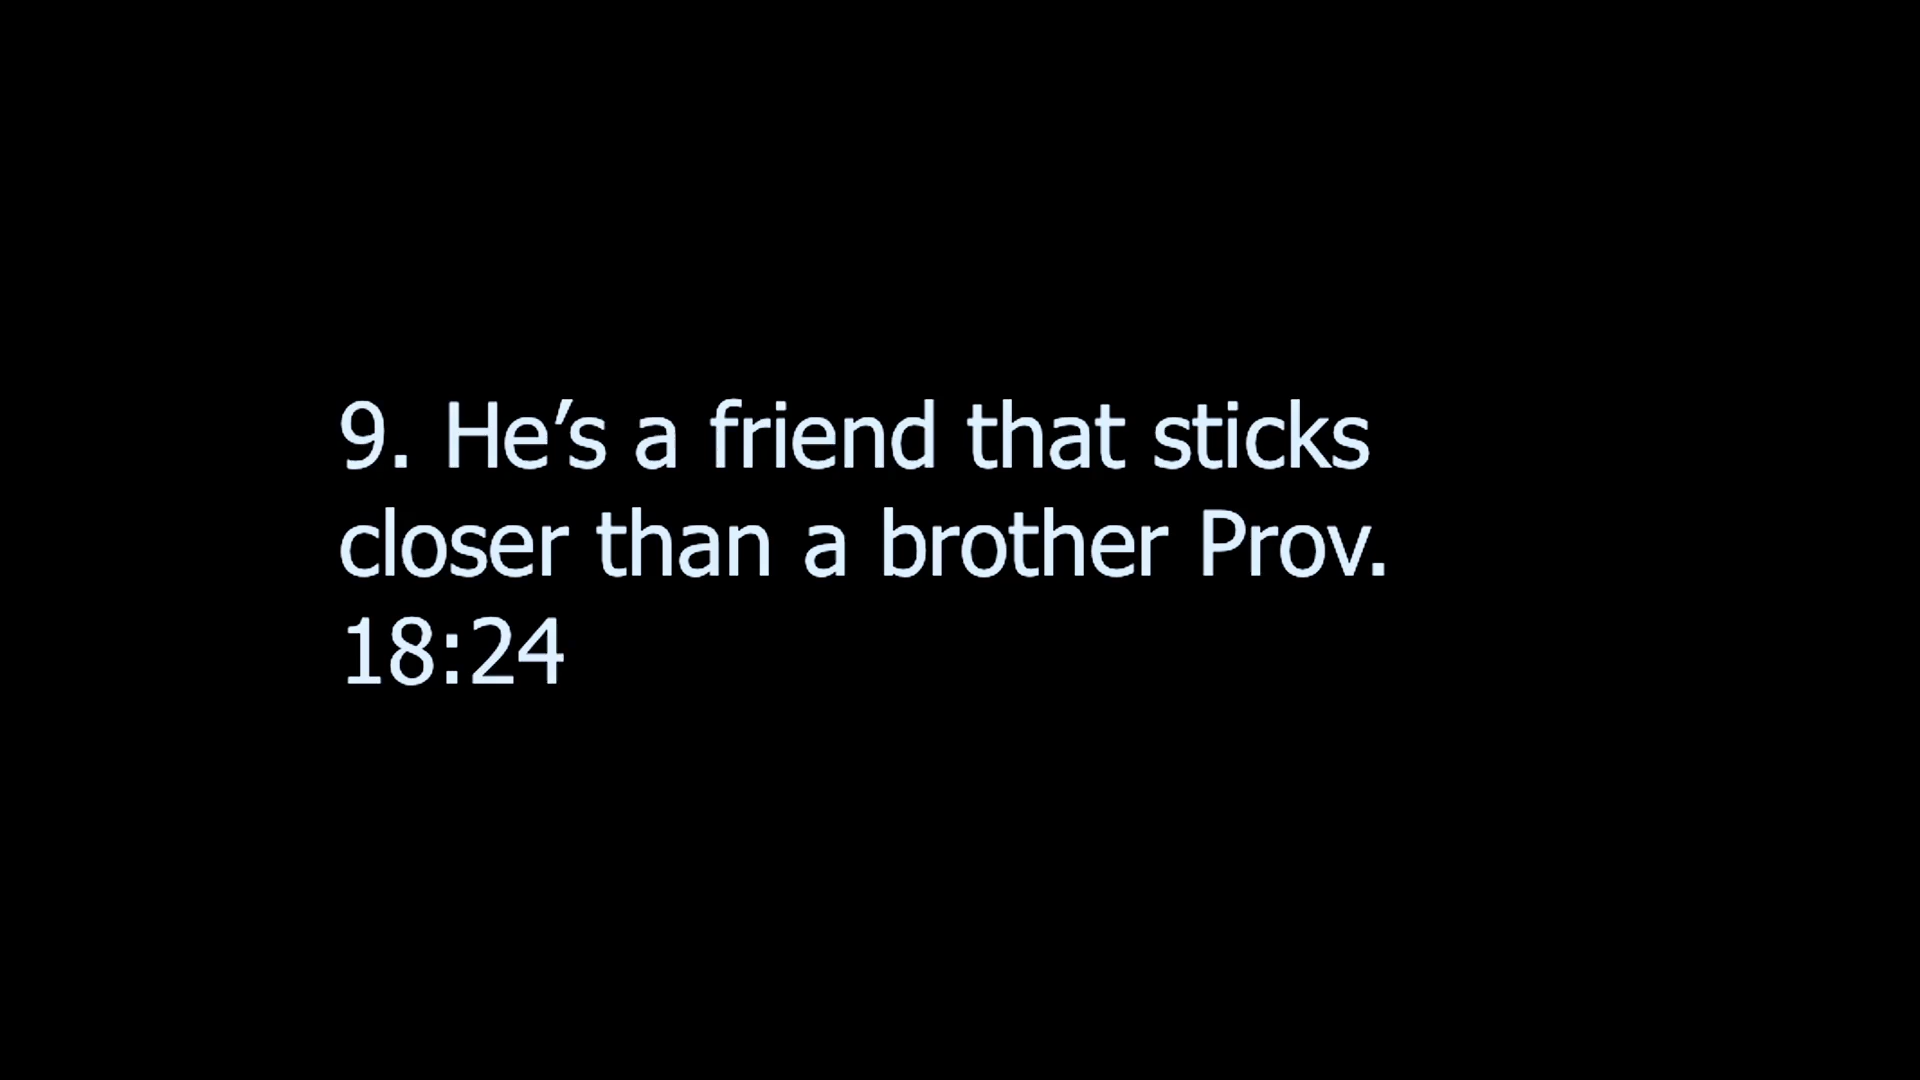 9. He’s a friend that sticks
closer than a brother Prov.
18:24